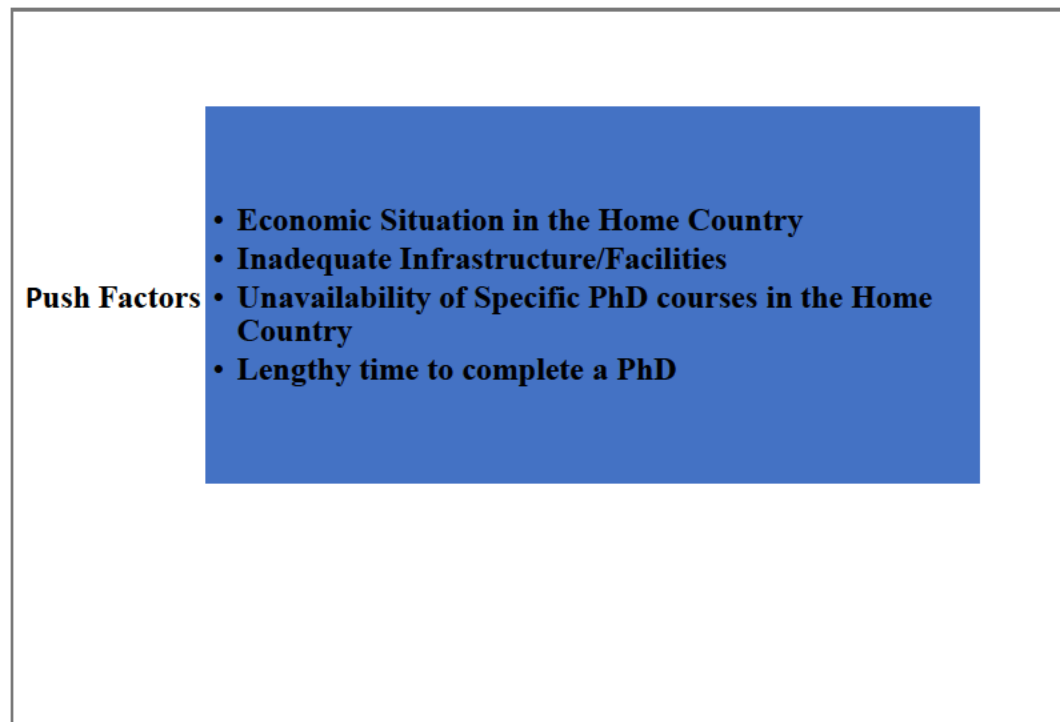 • Economic Situation in the Home Country
• Inadequate Infrastructure/Facilities
Push Factors • Unavailability of Specific PhD courses in the Home
Country
• Lengthy time to complete a PhD